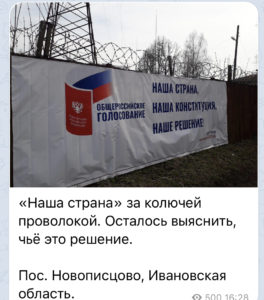 ОБЩЕРОССИЙСКОЕ
ГОЛОСОВАНИЕ
НАША СТРАНА,
НАША КОНСТИТУЦИЯ,
НАШЕ РЕШЕНИЕ!
«Наша страна» за колючей
проволокой. Осталось выяснить,
чьё это решение.
Пос. Новописцово, Ивановская
область.
500 16:28